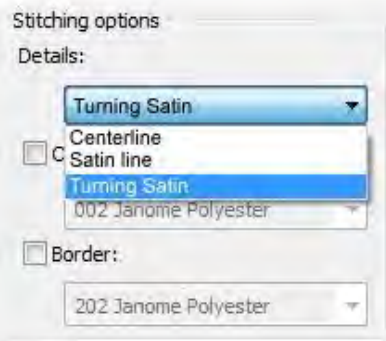 Stitching options
Details:
Turning Satin
Centerline
Satin line
Turning Satin
002 Janome Polyester
Border:
202 Janome Polyester